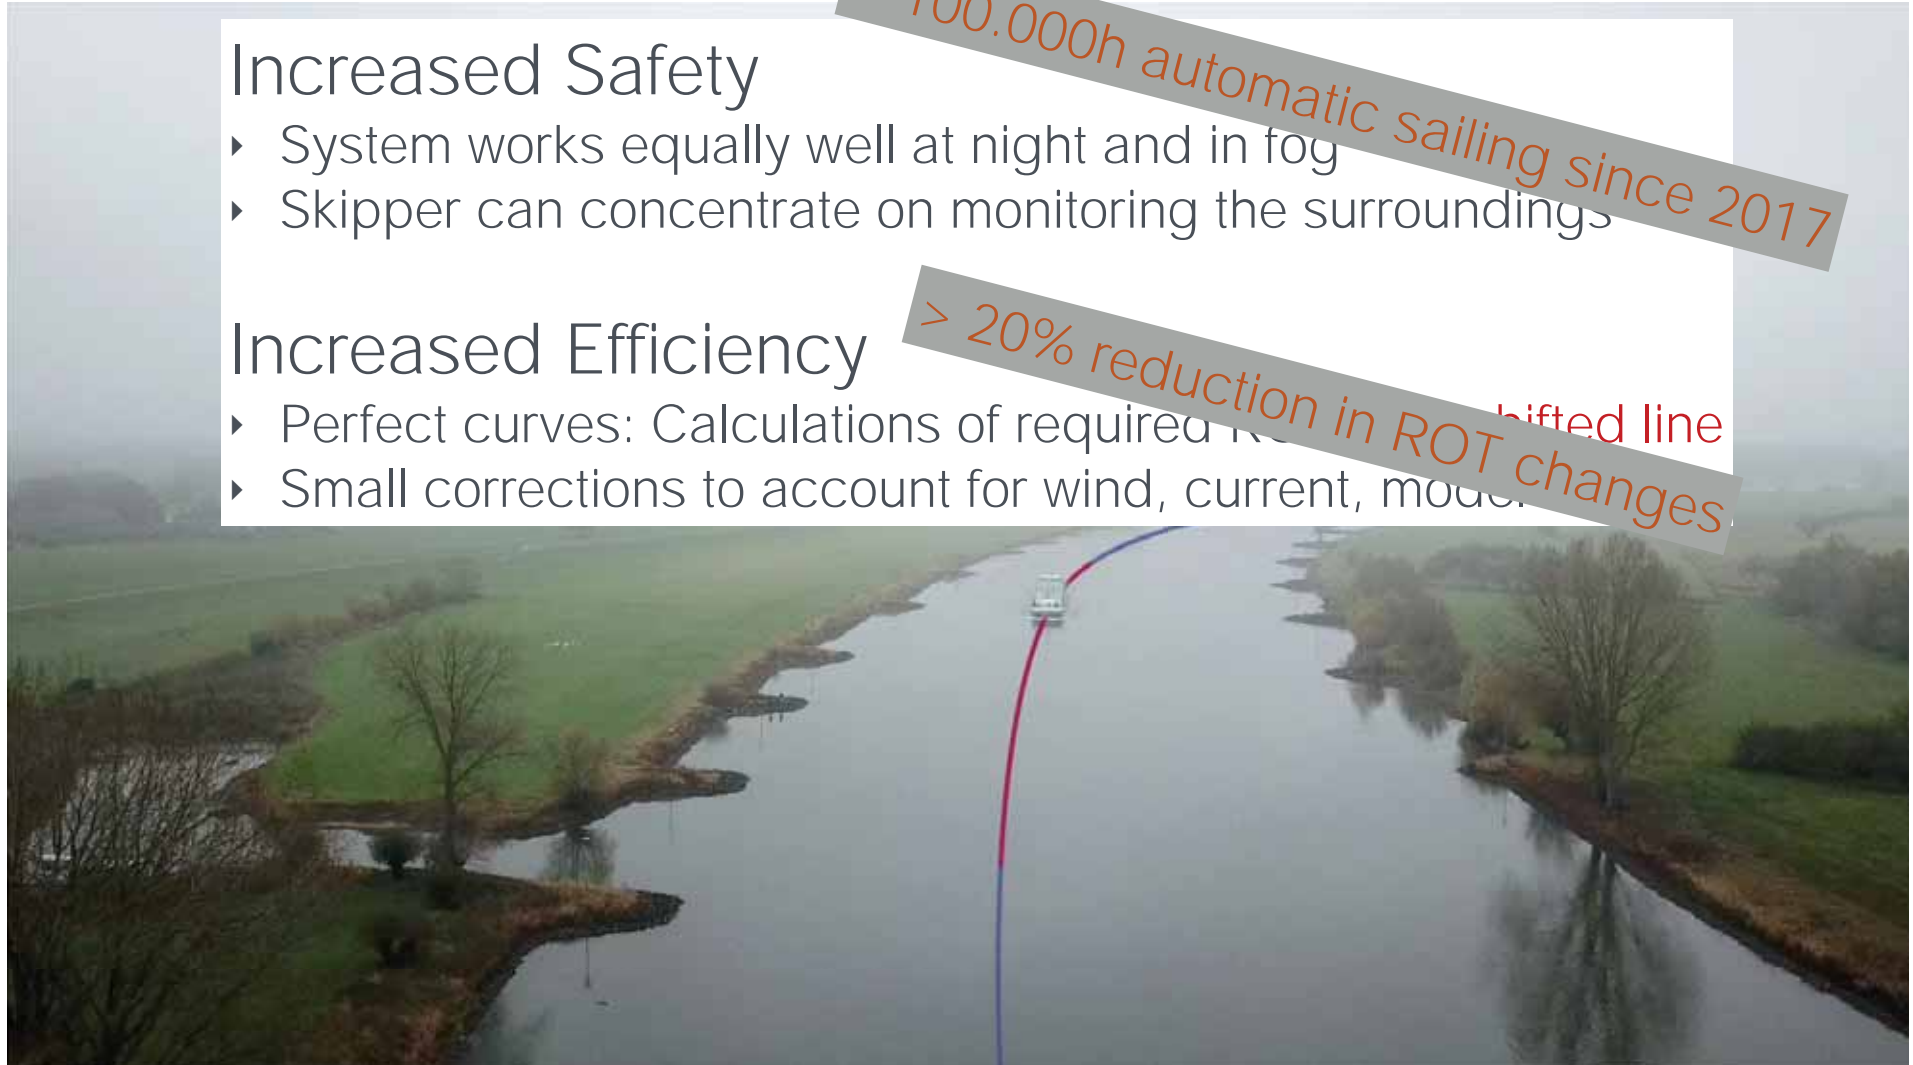 Increased Safety
‣ System works equally well at night and in fog
‣ Skipper can concentrate on monitoring the surroundings
100.000h automatic sailing since 2017
Increased Efficiency
> 20% reduction in ROT changes
‣ Perfect curves: Calculations of required line
‣ Small corrections to account for wind, current,